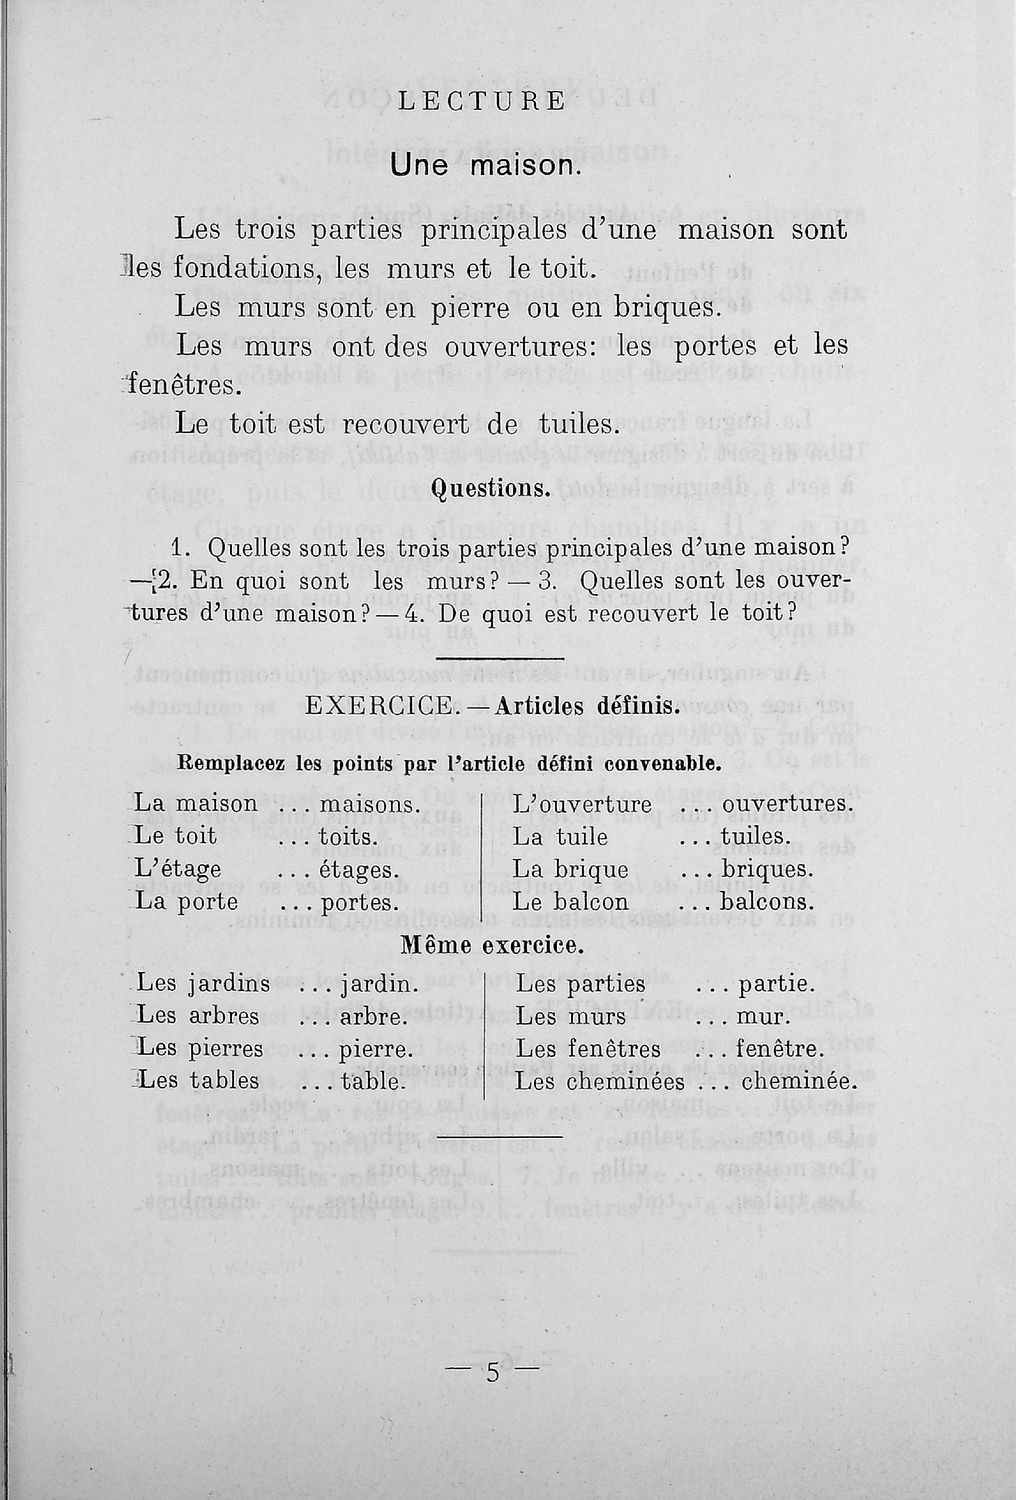 LECTURE
Une maison.
Les trois parties principales d'une maison sont
les fondations, les murs et le toit.
Les murs sont en pierre ou en briques.
Les murs ont des ouvertures: les portes et les
fenêtres.
Le toit est recouvert de tuiles.
Questions.
1. Quelles sont les trois parties principales d'une maison?
— 2. En quoi sont les murs? — 3. Quelles sont les ouver-
tures d'une maison? — 4. De quoi est recouvert le toit?
EXERCICE. — Articles définis.
Remplacez les points par l'article défini convenable.
La maison ... maisons.
Le toit ... toits.
L'étage ... étages.
La porte ... portes.
L'ouverture ... ouvertures.
La tuile ... tuiles.
La brique ... briques.
Le balcon ... balcons.
Même exercice.
Les jardins ... jardin.
Les arbres ... arbre.
Les pierres ... pierre.
Les tables ... table.
Les parties ... partie.
Les murs ... mur.
Les fenêtres ... fenêtre.
Les cheminées ... cheminée.
— 5 —